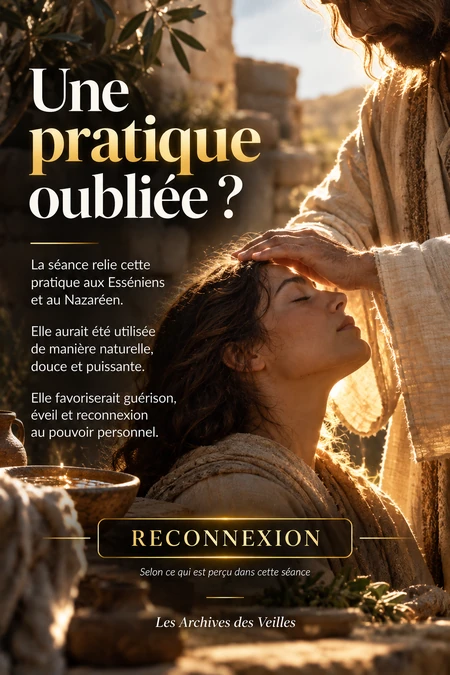 Une
pratique
oubliée ?
La séance relie cette
pratique aux Esséniens
et au Nazaréen.
Elle aurait été utilisée
de manière naturelle,
douce et puissante.
Elle favoriserait guérison,
éveil et reconnexion
au pouvoir personnel.
RECONNEXION
Selon ce qui est perçu dans cette séance
Les Archives des Veilles